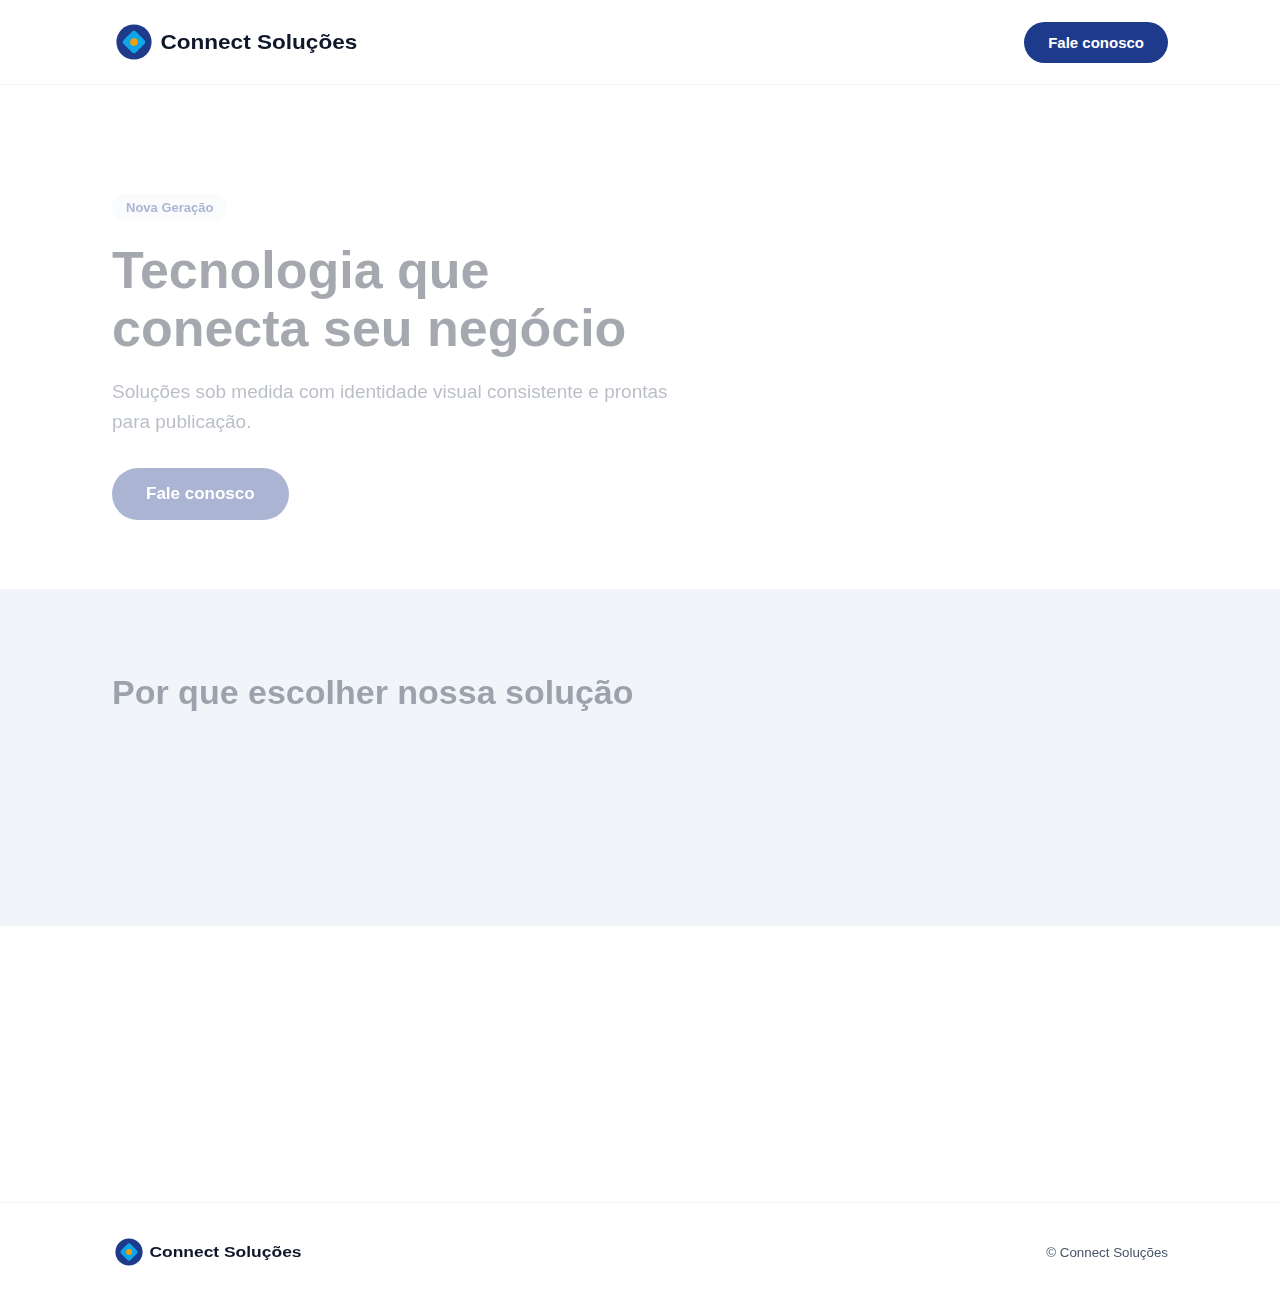 Connect Soluções
Fale conosco
Nova Geração
Tecnologia que
conecta seu negócio
Soluções sob medida com identidade visual consistente e prontas
para publicação.
Fale conosco
Por que escolher nossa solução
Connect Soluções
© Connect Soluções